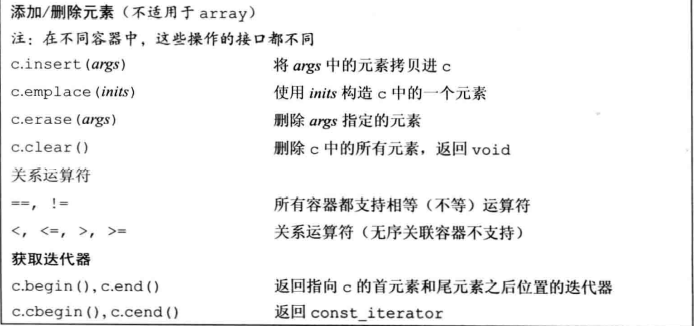 添加/删除元素（不适用于 array）
注：在不同容器中，这些操作的接口都不同
c.insert(args) 将 args 中的元素拷贝进 c
c.emplace(inits) 使用 inits 构造 c 中的一个元素
c.erase(args) 删除 args 指定的元素
c.clear() 删除 c 中的所有元素，返回 void
关系运算符
==, != 所有容器都支持相等（不等）运算符
<, <=, >, >= 关系运算符（无序关联容器不支持）
获取迭代器
c.begin(),c.end() 返回指向 c 的首元素和尾元素之后位置的迭代器
c.cbegin(),c.cend() 返回 const_iterator